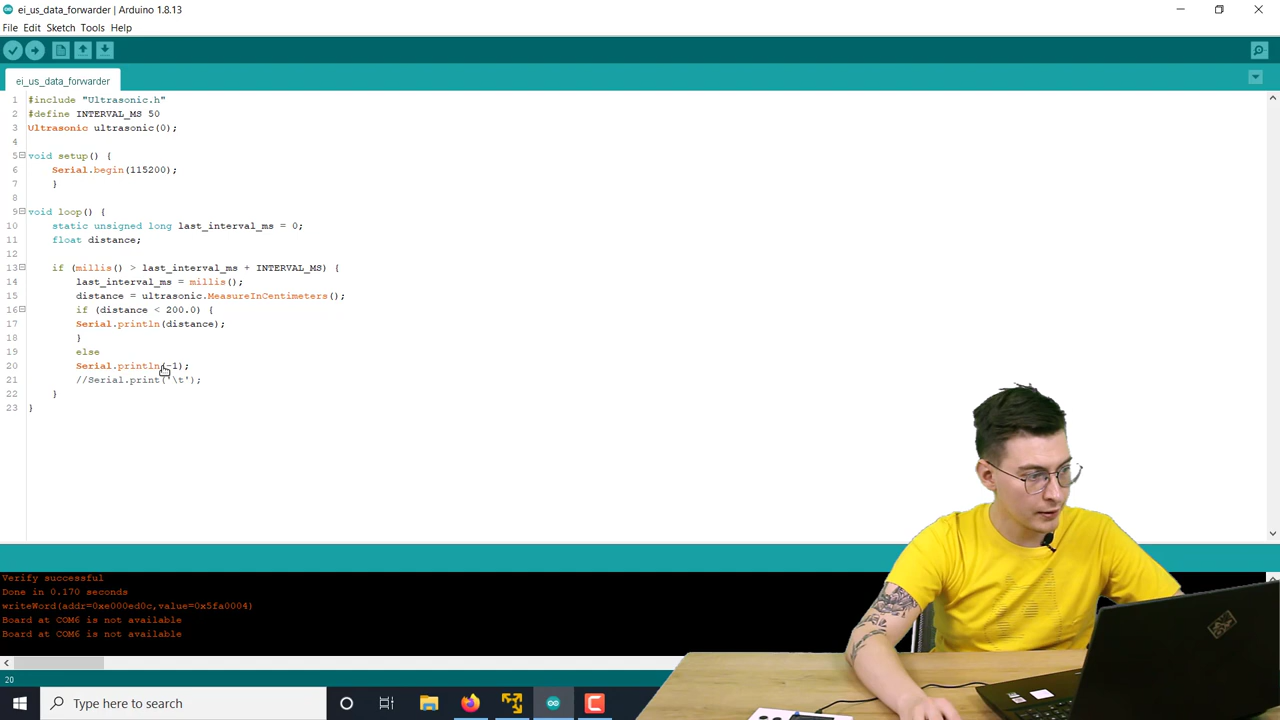 ei_us_data_forwarder | Arduino 1.8.13
File Edit Sketch Tools Help
ei_us_data_forwarder
1 #include "Ultrasonic.h"
2 #define INTERVAL_MS 50
3 Ultrasonic ultrasonic(0);
4
5 void setup() {
6 Serial.begin(115200);
7 }
8
9 void loop() {
10 static unsigned long last_interval_ms = 0;
11 float distance;
12
13 if (millis() > last_interval_ms + INTERVAL_MS) {
14 last_interval_ms = millis();
15 distance = ultrasonic.MeasureInCentimeters();
16 if (distance < 200.0) {
17 Serial.println(distance);
18 }
19 else
20 Serial.println(-1);
21 //Serial.print('\t');
22 }
23 }
Verify successful
Done in 0.170 seconds
writeWord(addr=0xe000ed0c,value=0x5fa0004)
Board at COM6 is not available
Board at COM6 is not available
20
Type here to search